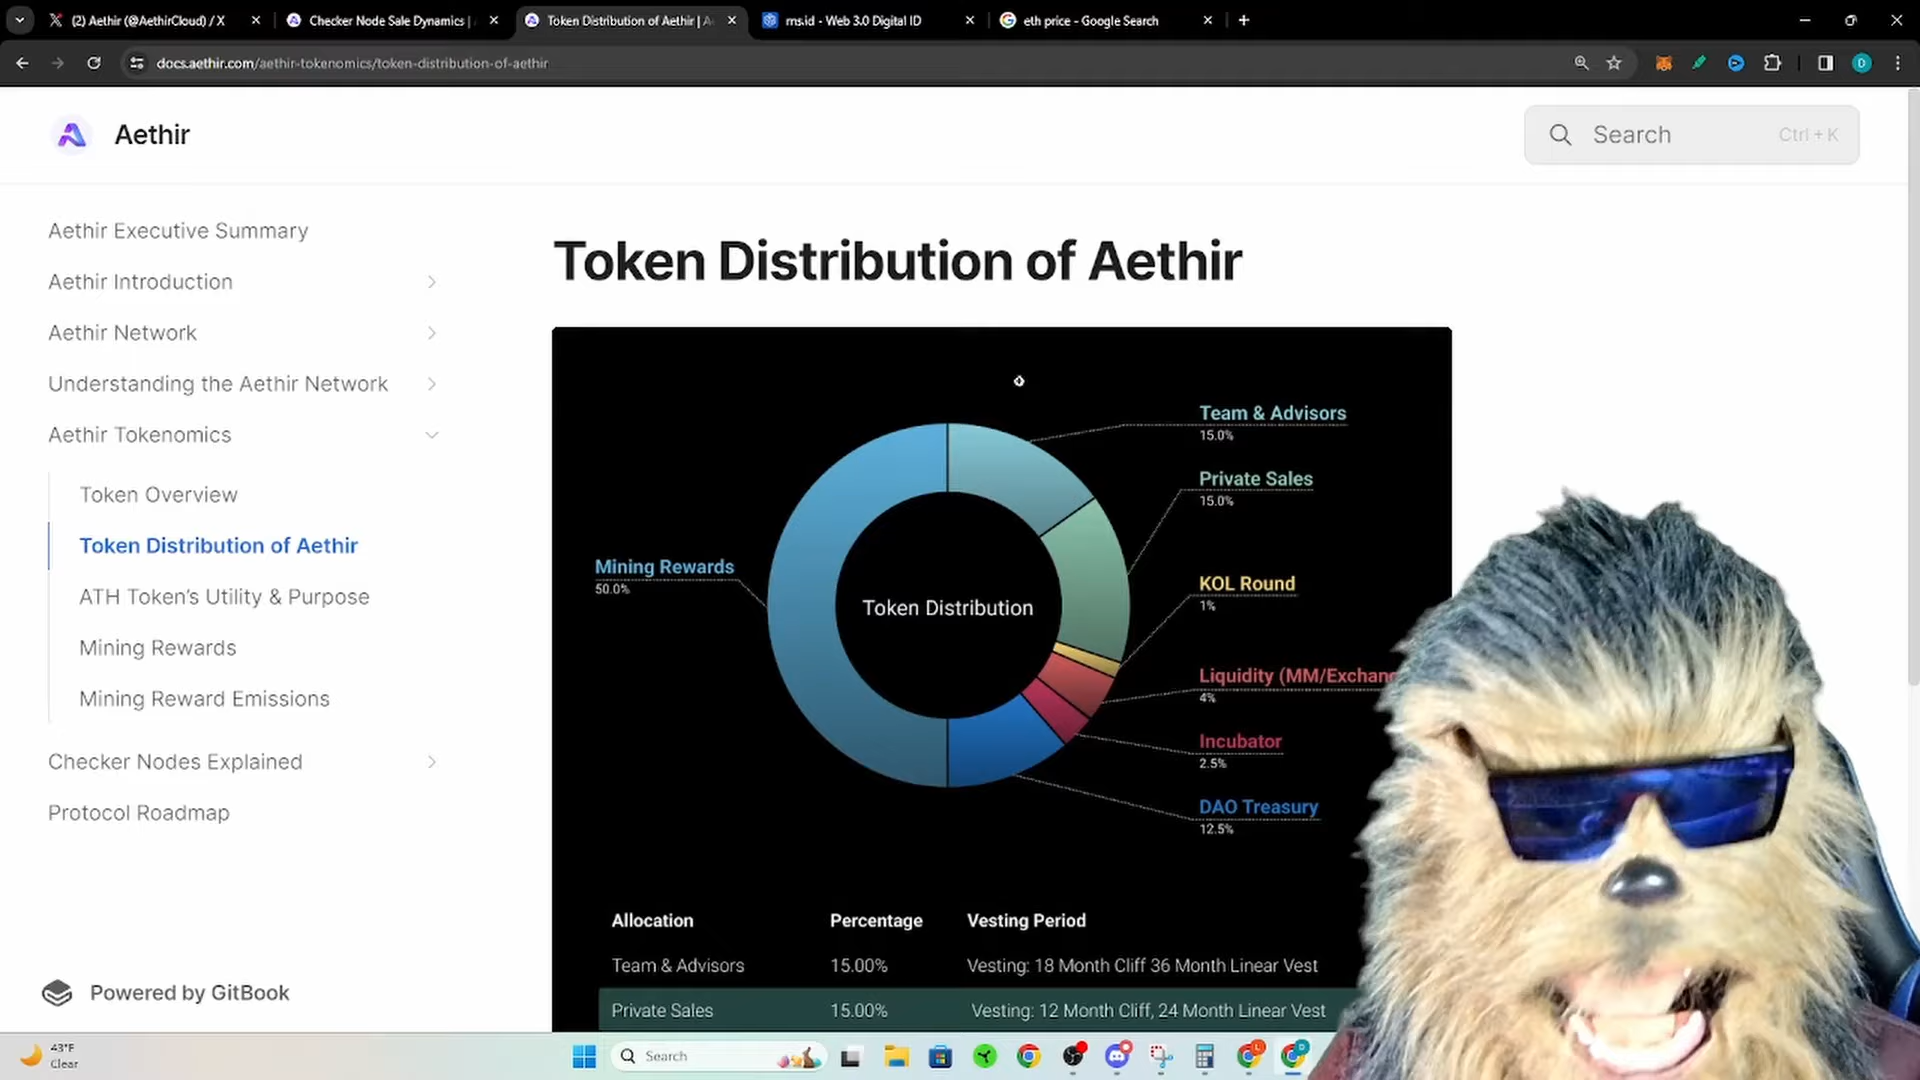 (2) Aethir (@AethirCloud) / X
Checker Node Sale Dynamics |
Token Distribution of Aethir | A
ms.id - Web 3.0 Digital ID
eth price - Google Search
docs.aethir.com/aethir-tokenomics/token-distribution-of-aethir
D
Aethir
Search
Ctrl + K
Aethir Executive Summary
Aethir Introduction
Aethir Network
Understanding the Aethir Network
Aethir Tokenomics
Token Overview
Token Distribution of Aethir
ATH Token's Utility & Purpose
Mining Rewards
Mining Reward Emissions
Checker Nodes Explained
Protocol Roadmap
Powered by GitBook
Token Distribution of Aethir
Team & Advisors
15.0%
Private Sales
15.0%
Mining Rewards
50.0%
KOL Round
1%
Token Distribution
Liquidity (MM/Exchan
4%
Incubator
2.5%
DAO Treasury
12.5%
Allocation Percentage Vesting Period
Team & Advisors 15.00% Vesting: 18 Month Cliff 36 Month Linear Vest
Private Sales 15.00% Vesting: 12 Month Cliff, 24 Month Linear Vest
43°F
Clear
Search